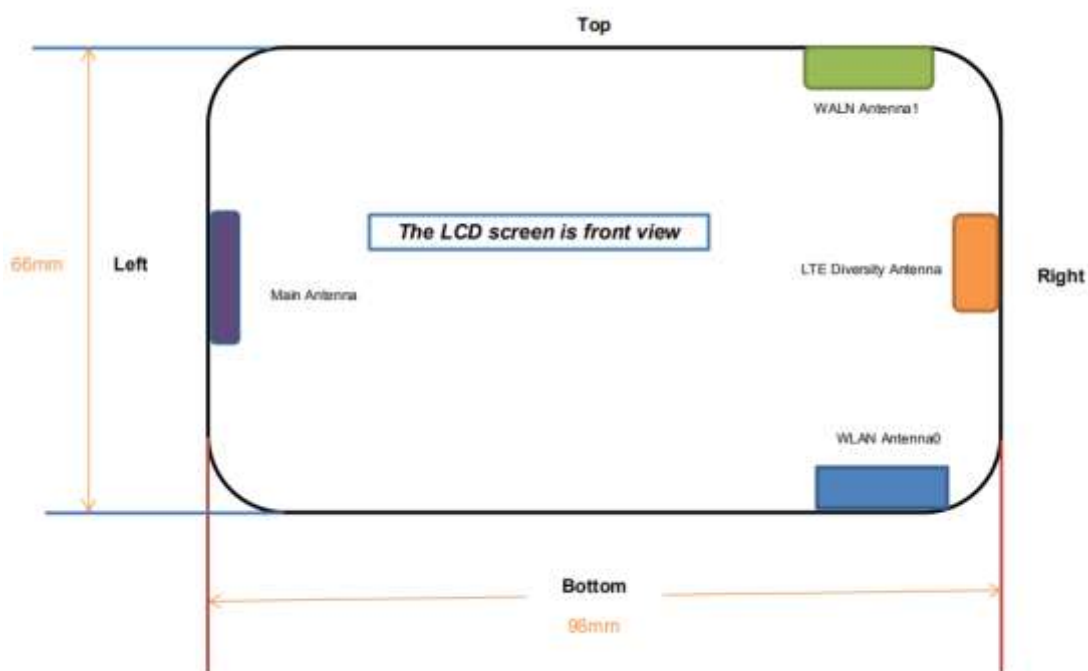 Top
WALN Antenna1
The LCD screen is front view
66mm
Left
LTE Diversity Antenna
Right
Main Antenna
WLAN Antenna0
Bottom
96mm